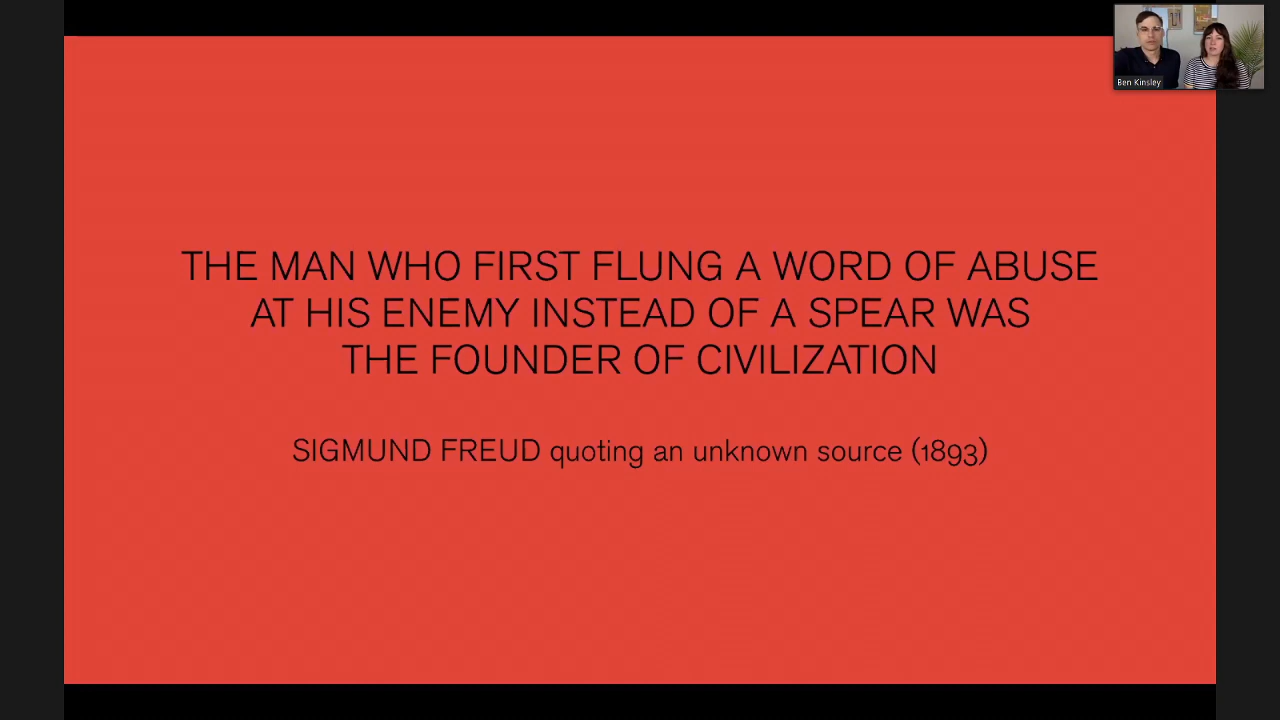 Ben Kinsley
THE MAN WHO FIRST FLUNG A WORD OF ABUSE
AT HIS ENEMY INSTEAD OF A SPEAR WAS
THE FOUNDER OF CIVILIZATION
SIGMUND FREUD quoting an unknown source (1893)